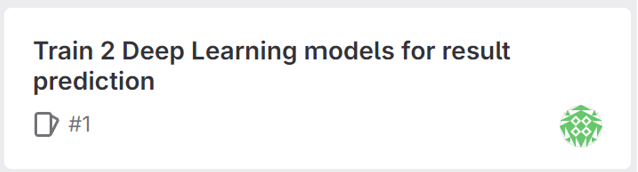 Train 2 Deep Learning models for result
prediction
#1